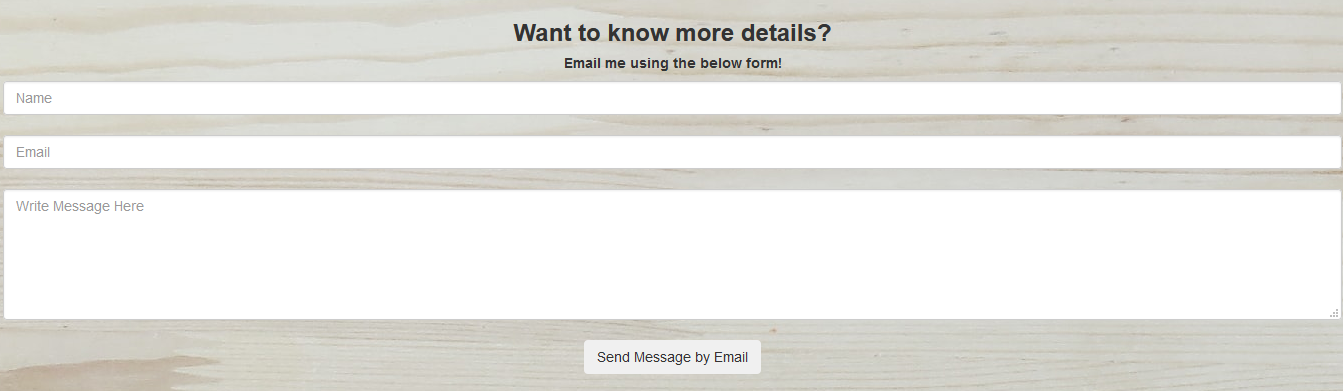 Want to know more details?
Email me using the below form!
Name
Email
Write Message Here
Send Message by Email